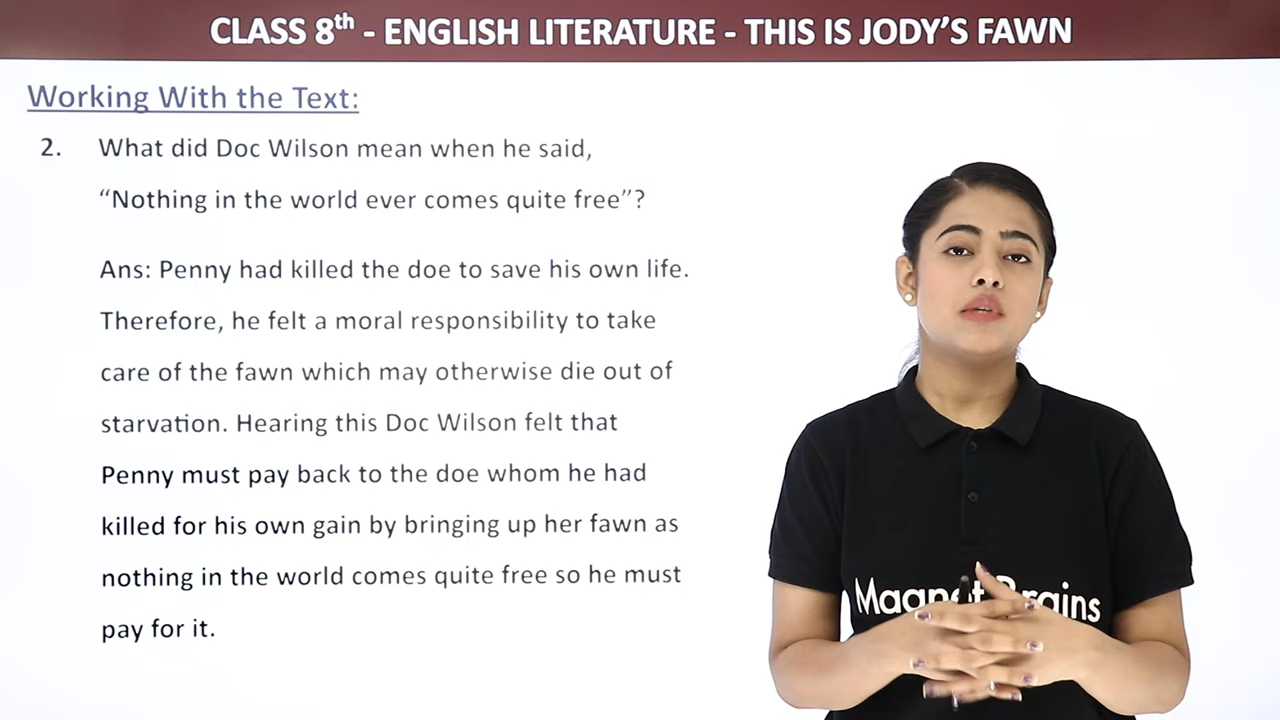 CLASS 8th - ENGLISH LITERATURE - THIS IS JODY’S FAWN
Working With the Text:
2. What did Doc Wilson mean when he said,
“Nothing in the world ever comes quite free”?
Ans: Penny had killed the doe to save his own life.
Therefore, he felt a moral responsibility to take
care of the fawn which may otherwise die out of
starvation. Hearing this Doc Wilson felt that
Penny must pay back to the doe whom he had
killed for his own gain by bringing up her fawn as
nothing in the world comes quite free so he must
pay for it.
Magnet Brains